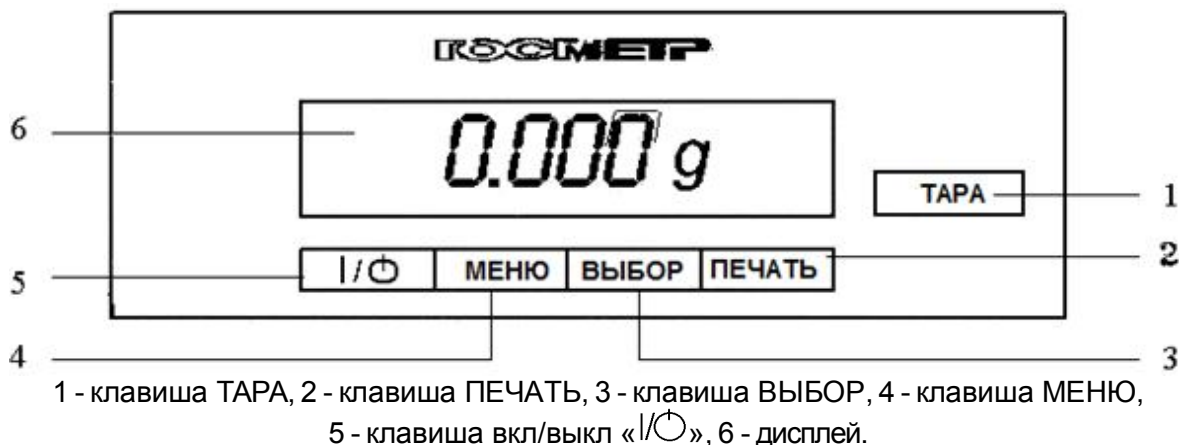 ГОСМЕТР
6
0.000 g
ТАРА
1
2
5
I/⏻
МЕНЮ
ВЫБОР
ПЕЧАТЬ
4
3
1 - клавиша ТАРА, 2 - клавиша ПЕЧАТЬ, 3 - клавиша ВЫБОР, 4 - клавиша МЕНЮ,
5 - клавиша вкл/выкл «I/⏻», 6 - дисплей.